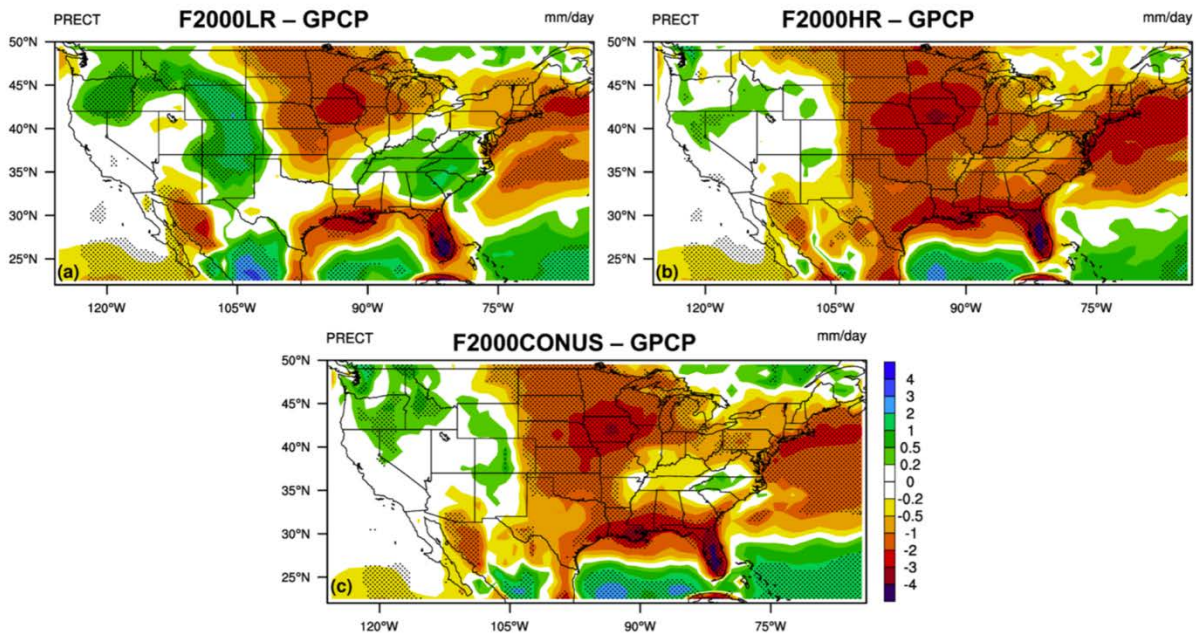 F2000LR – GPCP
PRECT
mm/day
50°N
45°N
40°N
35°N
30°N
25°N
(a)
120°W
105°W
90°W
75°W
F2000HR – GPCP
PRECT
mm/day
50°N
45°N
40°N
35°N
30°N
25°N
(b)
120°W
105°W
90°W
75°W
F2000CONUS – GPCP
PRECT
mm/day
50°N
45°N
40°N
35°N
30°N
25°N
(c)
120°W
105°W
90°W
75°W
4
3
2
1
0.5
0.2
0
-0.2
-0.5
-1
-2
-3
-4